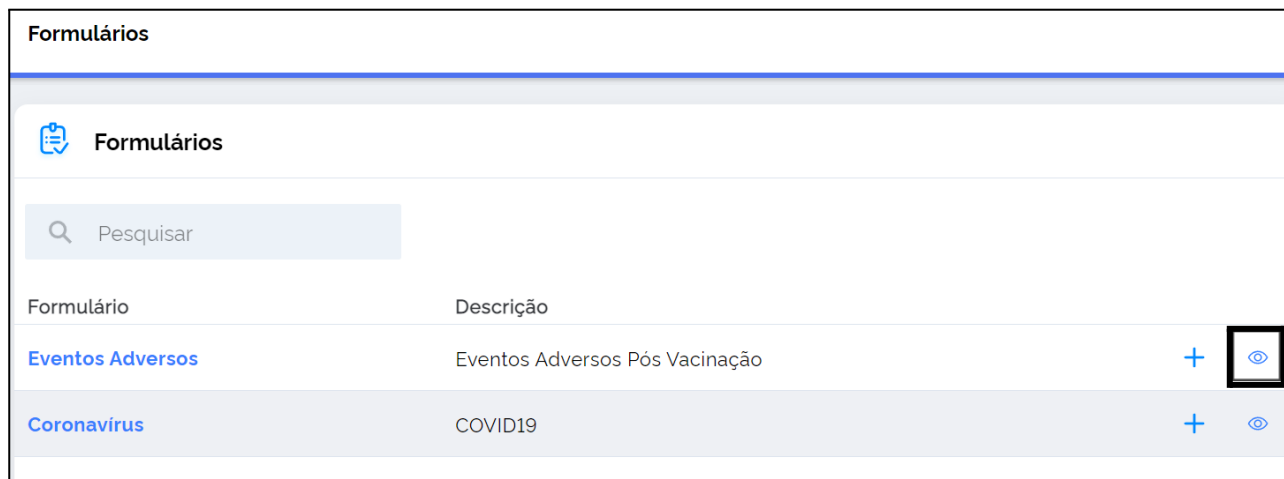 Formulários
Formulários
Pesquisar
Formulário Descrição
Eventos Adversos Eventos Adversos Pós Vacinação
Coronavírus COVID19